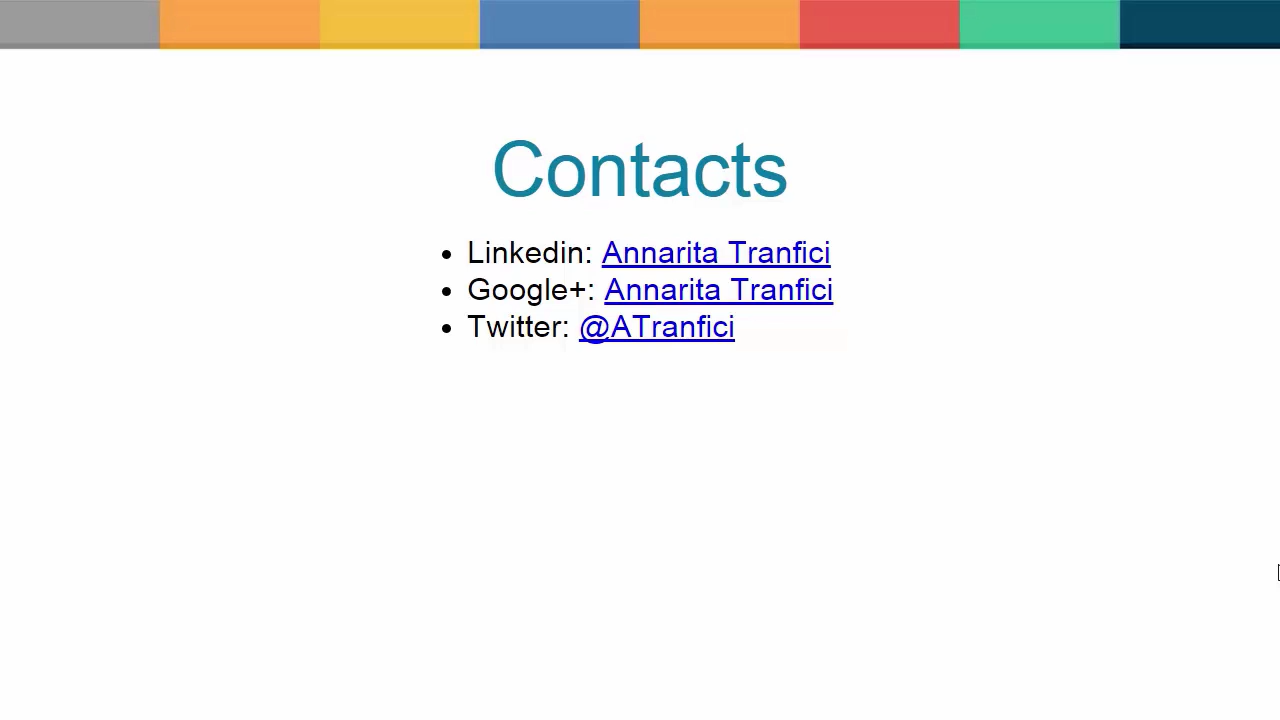 Contacts
• Linkedin: Annarita Tranfici
• Google+: Annarita Tranfici
• Twitter: @ATranfici